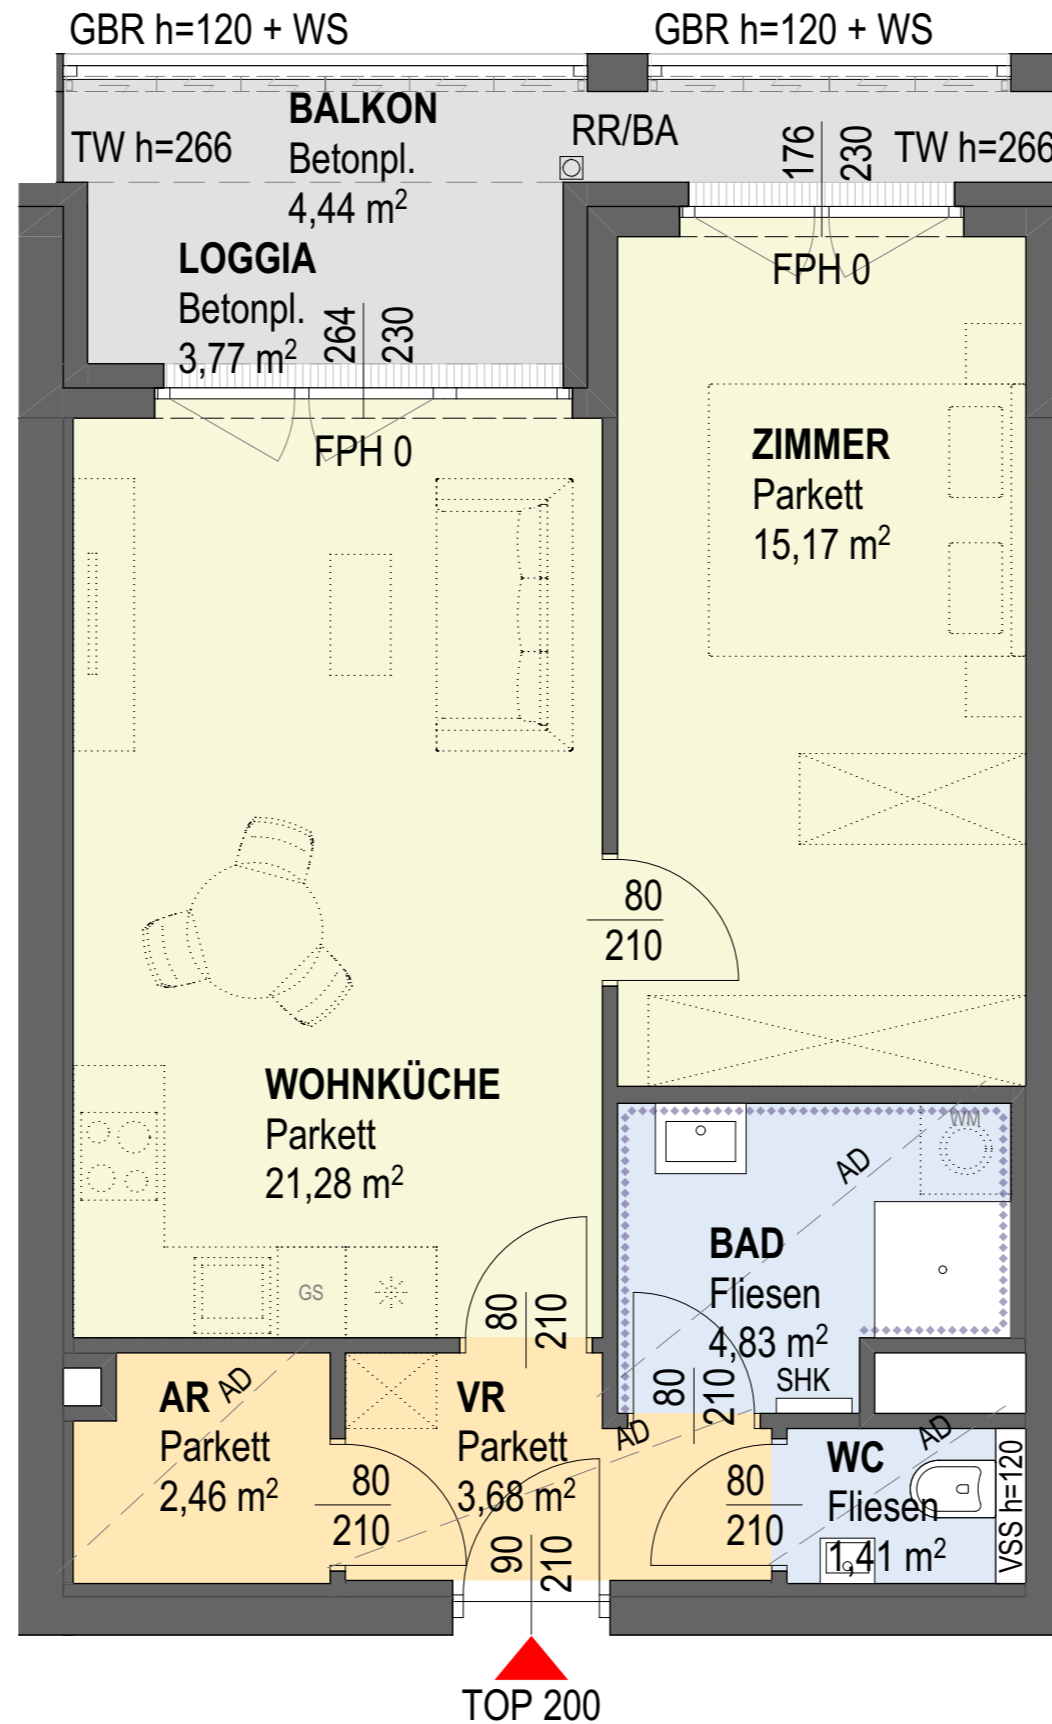 GBR h=120 + WS
GBR h=120 + WS
BALKON
Betonpl.
4,44 m²
TW h=266
RR/BA
176
230
TW h=266
LOGGIA
Betonpl.
3,77 m²
264
230
FPH 0
FPH 0
ZIMMER
Parkett
15,17 m²
80
210
WOHNKÜCHE
Parkett
21,28 m²
GS
80
210
WM
AD
BAD
Fliesen
4,83 m²
SHK
80
210
AR
Parkett
2,46 m²
AD
80
210
VR
Parkett
3,68 m²
AD
90
210
80
210
WC
Fliesen
1,41 m²
AD
VSS h=120
TOP 200